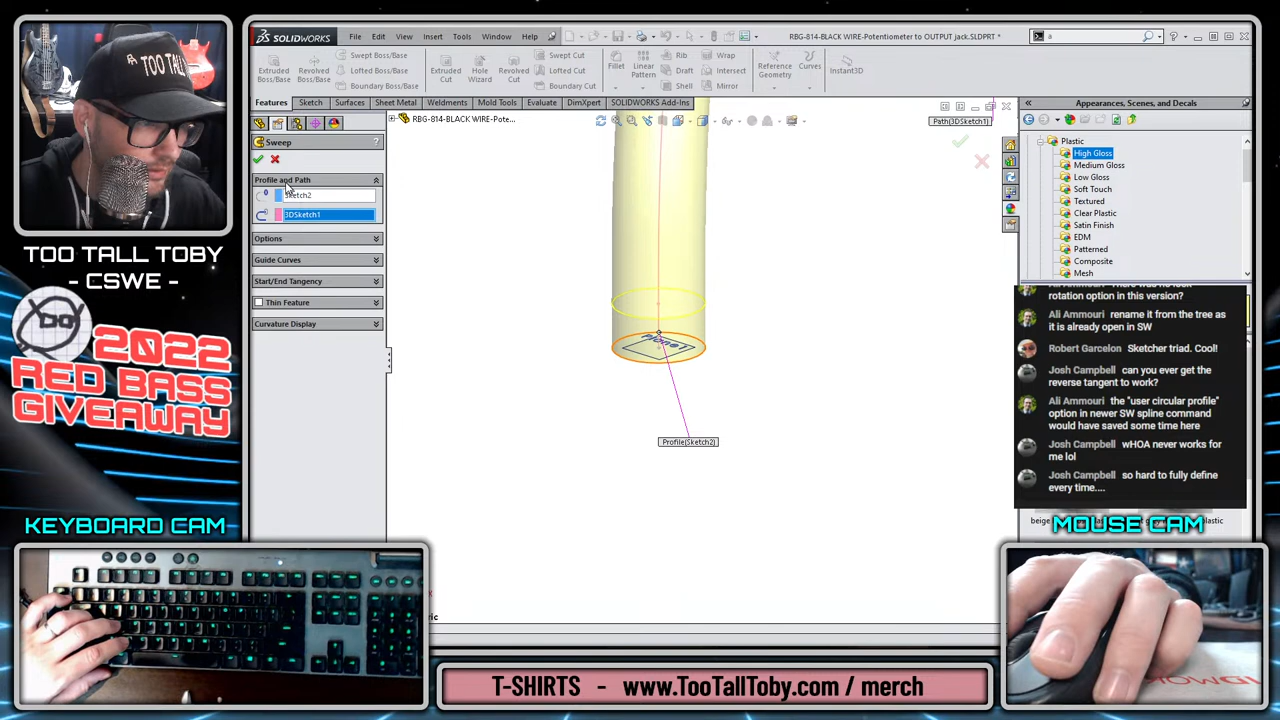 TOO TALL TOBY
TOO TALL TOBY
- CSWE -
2022
RED BASS
GIVEAWAY
KEYBOARD CAM
SOLIDWORKS
File
Edit
View
Insert
Tools
Window
Help
RBG-814-BLACK WIRE-Potentiometer to OUTPUT jack.SLDPRT *
a
Extruded Boss/Base
Revolved Boss/Base
Swept Boss/Base
Lofted Boss/Base
Boundary Boss/Base
Extruded Cut
Hole Wizard
Revolved Cut
Swept Cut
Lofted Cut
Boundary Cut
Fillet
Linear Pattern
Rib
Draft
Shell
Wrap
Intersect
Mirror
Reference Geometry
Curves
Instant3D
Features
Sketch
Surfaces
Sheet Metal
Weldments
Mold Tools
Evaluate
DimXpert
SOLIDWORKS Add-Ins
RBG-814-BLACK WIRE-Pote...
Path(3DSketch1)
Sweep
?
Profile and Path
Sketch2
3DSketch1
Options
Guide Curves
Start/End Tangency
Thin Feature
Curvature Display
Plane1
Profile(Sketch2)
Appearances, Scenes, and Decals
Plastic
High Gloss
Medium Gloss
Low Gloss
Soft Touch
Textured
Clear Plastic
Satin Finish
EDM
Patterned
Composite
Mesh
rotation option in this version?
Ali Ammouri rename it from the tree as
it is already open in SW
Robert Garcelon Sketcher triad. Cool!
Josh Campbell can you ever get the
reverse tangent to work?
Ali Ammouri the "user circular profile"
option in newer SW spline command
would have saved some time here
Josh Campbell wHOA never works for
me lol
Josh Campbell so hard to fully define
every time....
MOUSE CAM
T-SHIRTS - www.TooTallToby.com / merch